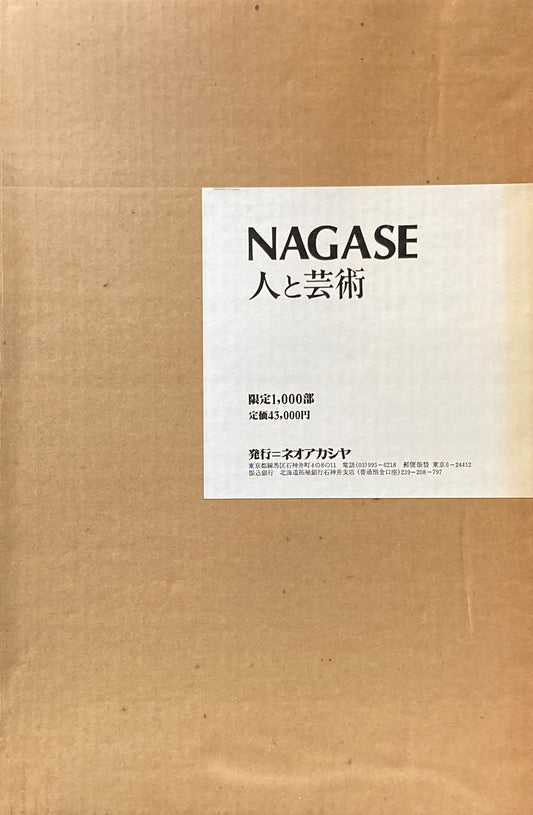 NAGASE
人と芸術
限定1,000部
定価43,000円
発行=ネオアカシヤ
東京都練馬区石神井町4の8の11 電話(03)995-6218 郵便振替 東京6-24412
振込銀行 北海道拓殖銀行石神井支店(普通預金口座)239-208-797